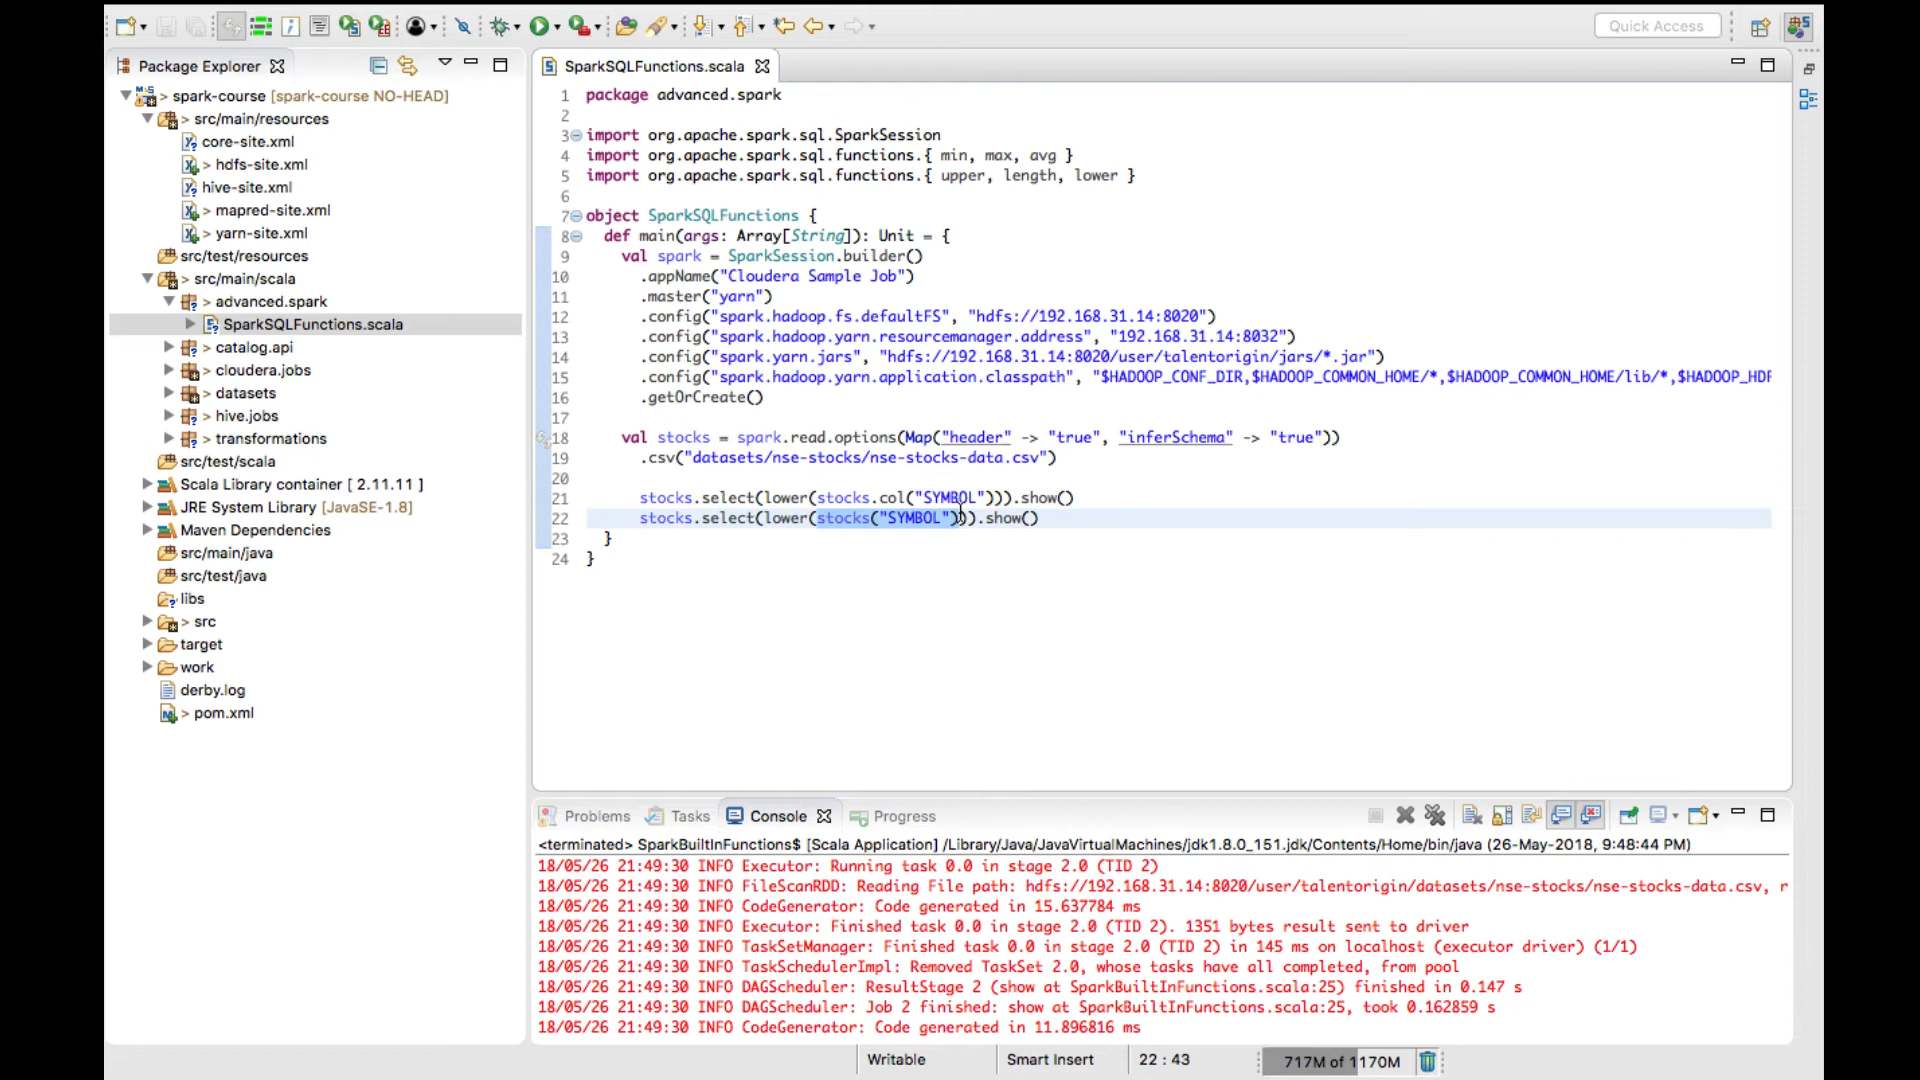 Quick Access
Package Explorer
> spark-course [spark-course NO-HEAD]
> src/main/resources
core-site.xml
> hdfs-site.xml
hive-site.xml
> mapred-site.xml
> yarn-site.xml
src/test/resources
> src/main/scala
> advanced.spark
SparkSQLFunctions.scala
> catalog.api
> cloudera.jobs
> datasets
> hive.jobs
> transformations
src/test/scala
Scala Library container [ 2.11.11 ]
JRE System Library [JavaSE-1.8]
Maven Dependencies
src/main/java
src/test/java
libs
> src
target
work
derby.log
> pom.xml
SparkSQLFunctions.scala
1 package advanced.spark
2
3 import org.apache.spark.sql.SparkSession
4 import org.apache.spark.sql.functions.{ min, max, avg }
5 import org.apache.spark.sql.functions.{ upper, length, lower }
6
7 object SparkSQLFunctions {
8 def main(args: Array[String]): Unit = {
9 val spark = SparkSession.builder()
10 .appName("Cloudera Sample Job")
11 .master("yarn")
12 .config("spark.hadoop.fs.defaultFS", "hdfs://192.168.31.14:8020")
13 .config("spark.hadoop.yarn.resourcemanager.address", "192.168.31.14:8032")
14 .config("spark.yarn.jars", "hdfs://192.168.31.14:8020/user/talentorigin/jars/*.jar")
15 .config("spark.hadoop.yarn.application.classpath", "$HADOOP_CONF_DIR,$HADOOP_COMMON_HOME/*,$HADOOP_COMMON_HOME/lib/*,$HADOOP_HDF
16 .getOrCreate()
17
18 val stocks = spark.read.options(Map("header" -> "true", "inferSchema" -> "true"))
19 .csv("datasets/nse-stocks/nse-stocks-data.csv")
20
21 stocks.select(lower(stocks.col("SYMBOL"))).show()
22 stocks.select(lower(stocks("SYMBOL"))).show()
23 }
24 }
Problems Tasks Console Progress
<terminated> SparkBuiltInFunctions$ [Scala Application] /Library/Java/JavaVirtualMachines/jdk1.8.0_151.jdk/Contents/Home/bin/java (26-May-2018, 9:48:44 PM)
18/05/26 21:49:30 INFO Executor: Running task 0.0 in stage 2.0 (TID 2)
18/05/26 21:49:30 INFO FileScanRDD: Reading File path: hdfs://192.168.31.14:8020/user/talentorigin/datasets/nse-stocks/nse-stocks-data.csv, r
18/05/26 21:49:30 INFO CodeGenerator: Code generated in 15.637784 ms
18/05/26 21:49:30 INFO Executor: Finished task 0.0 in stage 2.0 (TID 2). 1351 bytes result sent to driver
18/05/26 21:49:30 INFO TaskSetManager: Finished task 0.0 in stage 2.0 (TID 2) in 145 ms on localhost (executor driver) (1/1)
18/05/26 21:49:30 INFO TaskSchedulerImpl: Removed TaskSet 2.0, whose tasks have all completed, from pool
18/05/26 21:49:30 INFO DAGScheduler: ResultStage 2 (show at SparkBuiltInFunctions.scala:25) finished in 0.147 s
18/05/26 21:49:30 INFO DAGScheduler: Job 2 finished: show at SparkBuiltInFunctions.scala:25, took 0.162859 s
18/05/26 21:49:30 INFO CodeGenerator: Code generated in 11.896816 ms
Writable Smart Insert 22 : 43 717M of 1170M